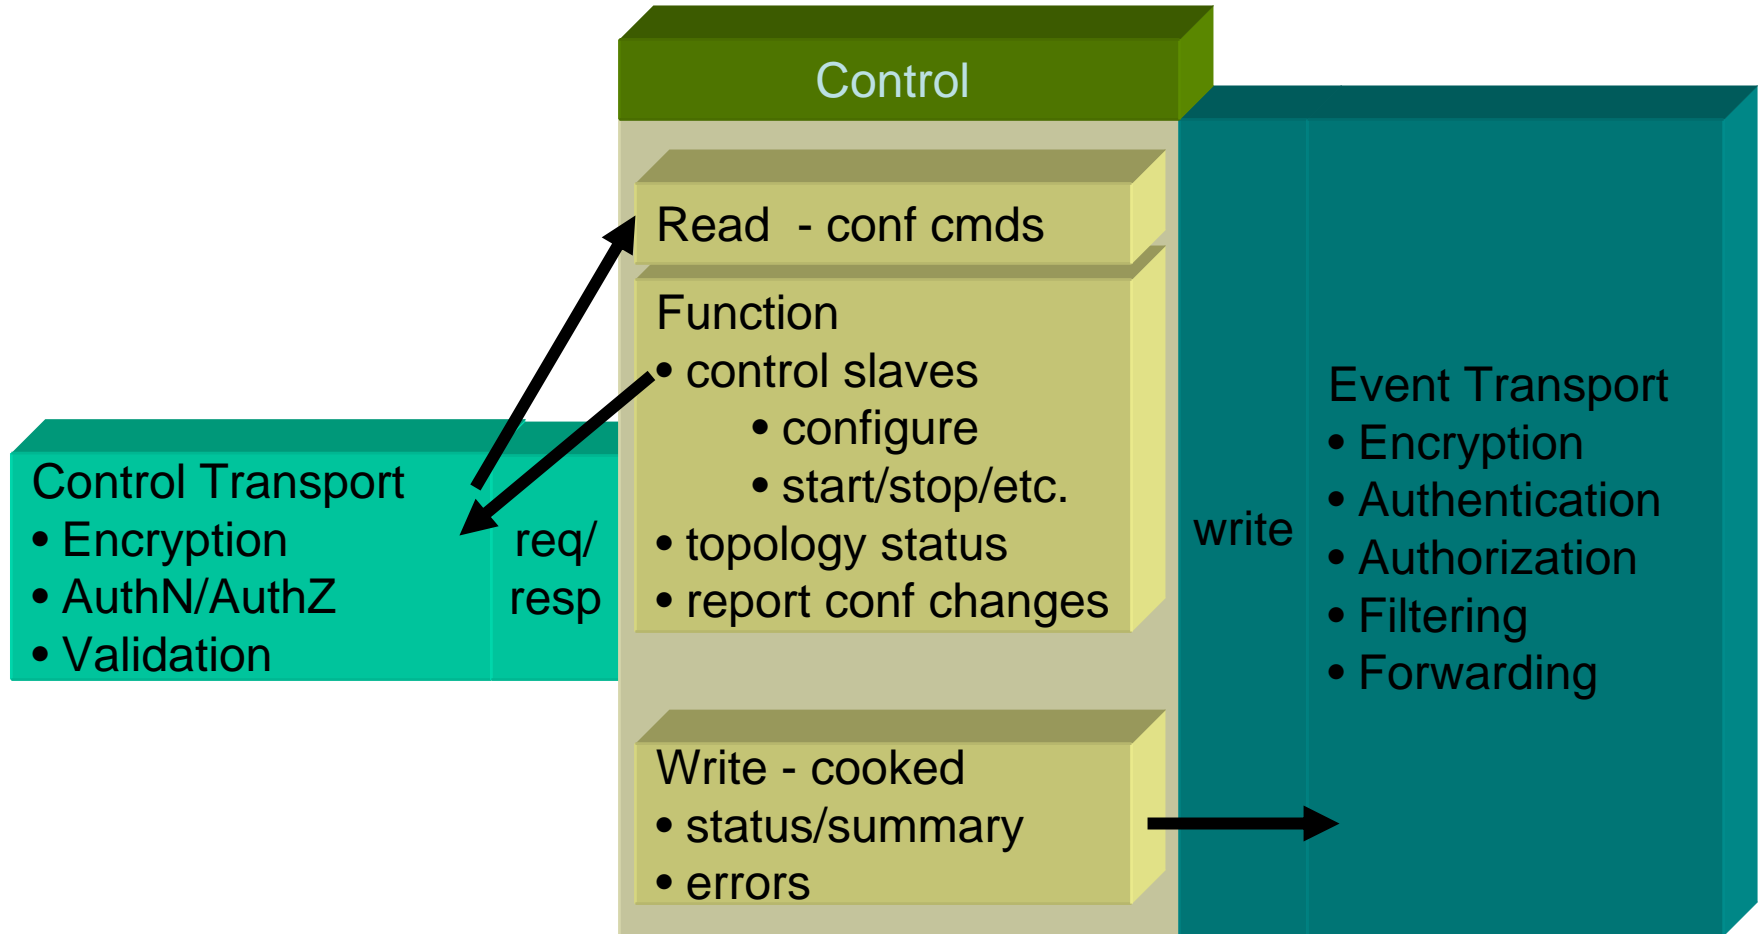 Control
Read  - conf cmds
Function
• control slaves
• configure
• start/stop/etc.
• topology status
• report conf changes
Write - cooked
• status/summary
• errors
Control Transport
• Encryption
• AuthN/AuthZ
• Validation
req/
resp
write
Event Transport
• Encryption
• Authentication
• Authorization
• Filtering
• Forwarding